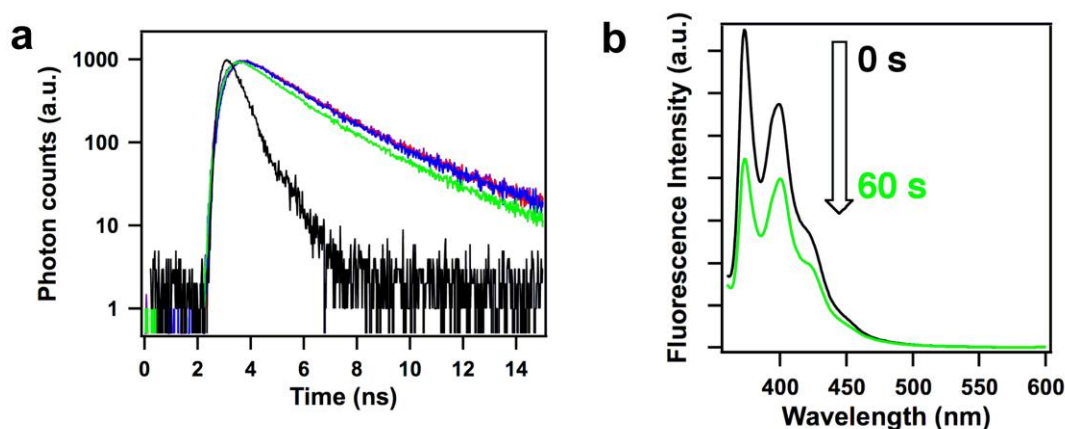 a
Photon counts (a.u.)
1000
100
10
1
0 2 4 6 8 10 12 14
Time (ns)
b
Fluorescence Intensity (a.u.)
0 s
60 s
400 450 500 550 600
Wavelength (nm)